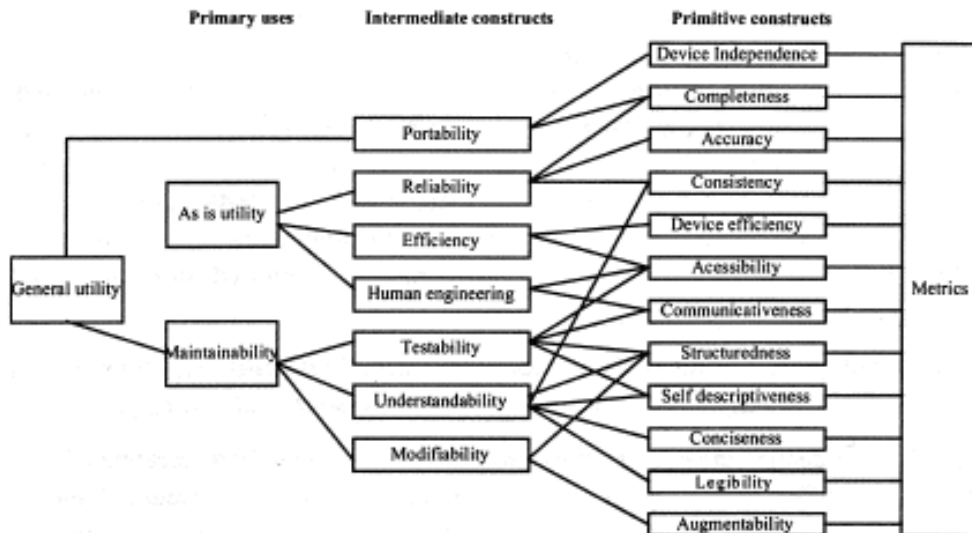 Primary uses
Intermediate constructs
Primitive constructs
Device Independence
Completeness
Portability
Accuracy
Reliability
Consistency
As is utility
Efficiency
Device efficiency
Acessibility
General utility
Human engineering
Metrics
Communicativeness
Maintainability
Testability
Structuredness
Understandability
Self descriptiveness
Modifiability
Conciseness
Legibility
Augmentability